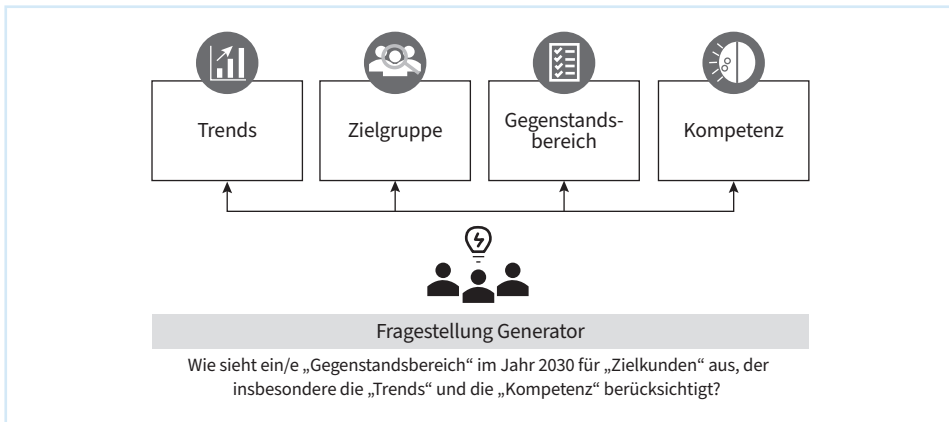 Trends
Zielgruppe
Gegenstands-
bereich
Kompetenz
Fragestellung Generator
Wie sieht ein/e „Gegenstandsbereich“ im Jahr 2030 für „Zielkunden“ aus, der
insbesondere die „Trends“ und die „Kompetenz“ berücksichtigt?